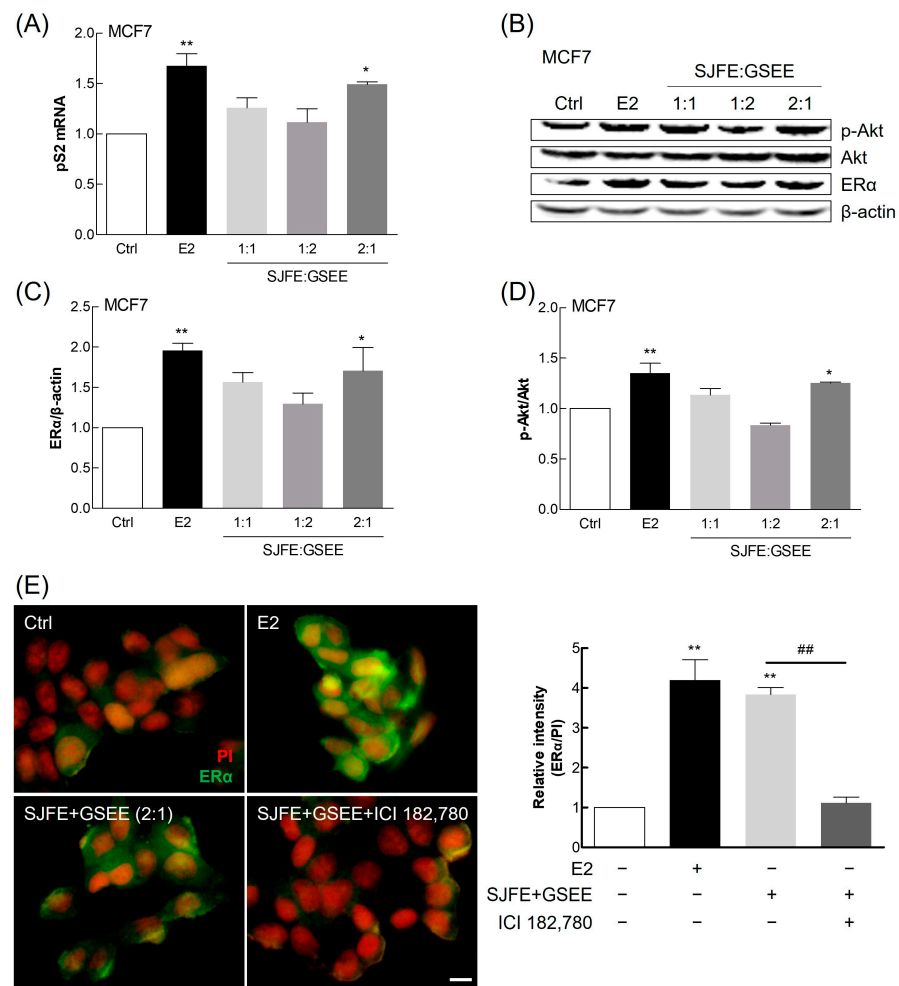 (A)
MCF7
pS2 mRNA
2.0
1.5
1.0
0.5
0.0
**
*
Ctrl E2 1:1 1:2 2:1
SJFE:GSEE
(B)
MCF7
SJFE:GSEE
Ctrl E2 1:1 1:2 2:1
p-Akt
Akt
ERα
β-actin
(C)
MCF7
ERα/β-actin
2.5
2.0
1.5
1.0
0.5
0.0
**
*
Ctrl E2 1:1 1:2 2:1
SJFE:GSEE
(D)
MCF7
p-Akt/Akt
2.0
1.5
1.0
0.5
0.0
**
*
Ctrl E2 1:1 1:2 2:1
SJFE:GSEE
(E)
Ctrl
PI
ERα
E2
SJFE+GSEE (2:1)
SJFE+GSEE+ICI 182,780
Relative intensity
(ERα/PI)
5
4
3
2
1
0
**
**
##
E2 − + − −
SJFE+GSEE − − + +
ICI 182,780 − − − +